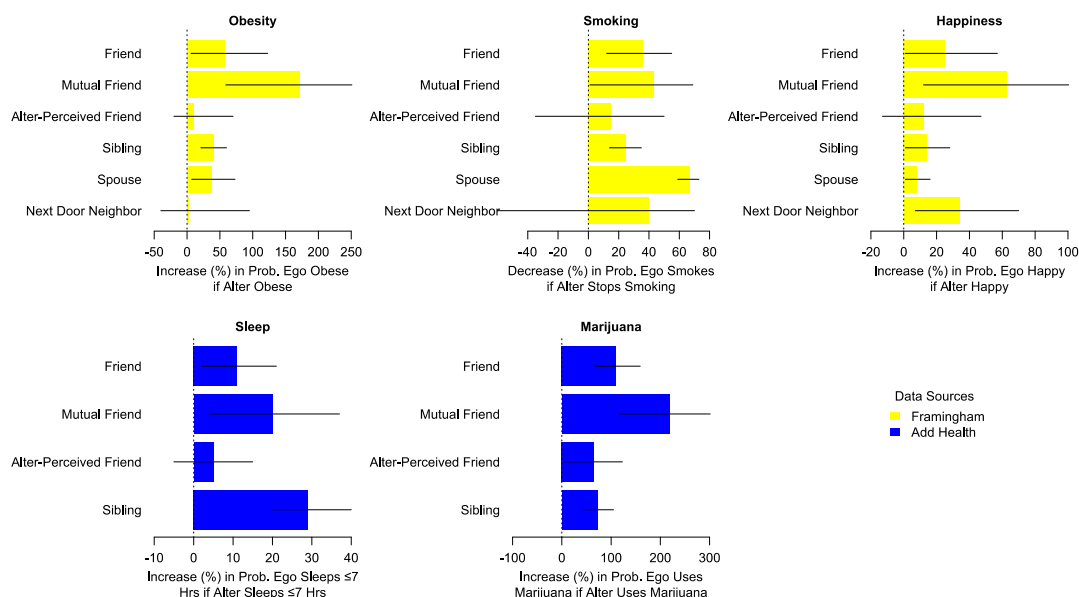 Obesity
Friend
Mutual Friend
Alter-Perceived Friend
Sibling
Spouse
Next Door Neighbor
-50 0 50 100 150 200 250
Increase (%) in Prob. Ego Obese
if Alter Obese
Smoking
Friend
Mutual Friend
Alter-Perceived Friend
Sibling
Spouse
Next Door Neighbor
-40 -20 0 20 40 60 80
Decrease (%) in Prob. Ego Smokes
if Alter Stops Smoking
Happiness
Friend
Mutual Friend
Alter-Perceived Friend
Sibling
Spouse
Next Door Neighbor
-20 0 20 40 60 80 100
Increase (%) in Prob. Ego Happy
if Alter Happy
Sleep
Friend
Mutual Friend
Alter-Perceived Friend
Sibling
-10 0 10 20 30 40
Increase (%) in Prob. Ego Sleeps ≤7
Hrs if Alter Sleeps ≤7 Hrs
Marijuana
Friend
Mutual Friend
Alter-Perceived Friend
Sibling
-100 0 100 200 300
Increase (%) in Prob. Ego Uses
Marijuana if Alter Uses Marijuana
Data Sources
Framingham
Add Health